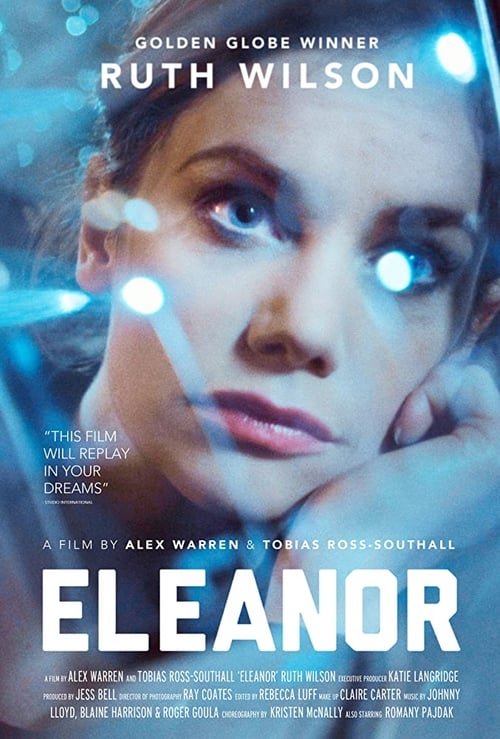 GOLDEN GLOBE WINNER
RUTH WILSON
“THIS FILM
WILL REPLAY
IN YOUR
DREAMS”
STUDIO INTERNATIONAL
A FILM BY ALEX WARREN & TOBIAS ROSS-SOUTHALL
ELEANOR
A FILM BY ALEX WARREN AND TOBIAS ROSS-SOUTHALL 'ELEANOR' RUTH WILSON EXECUTIVE PRODUCER KATIE LANGRIDGE
PRODUCED BY JESS BELL DIRECTOR OF PHOTOGRAPHY RAY COATES EDITED BY REBECCA LUFF MAKE UP CLAIRE CARTER MUSIC BY JOHNNY
LLOYD, BLAINE HARRISON & ROGER GOULA CHOREOGRAPHY BY KRISTEN McNALLY ALSO STARRING ROMANY PAJDAK